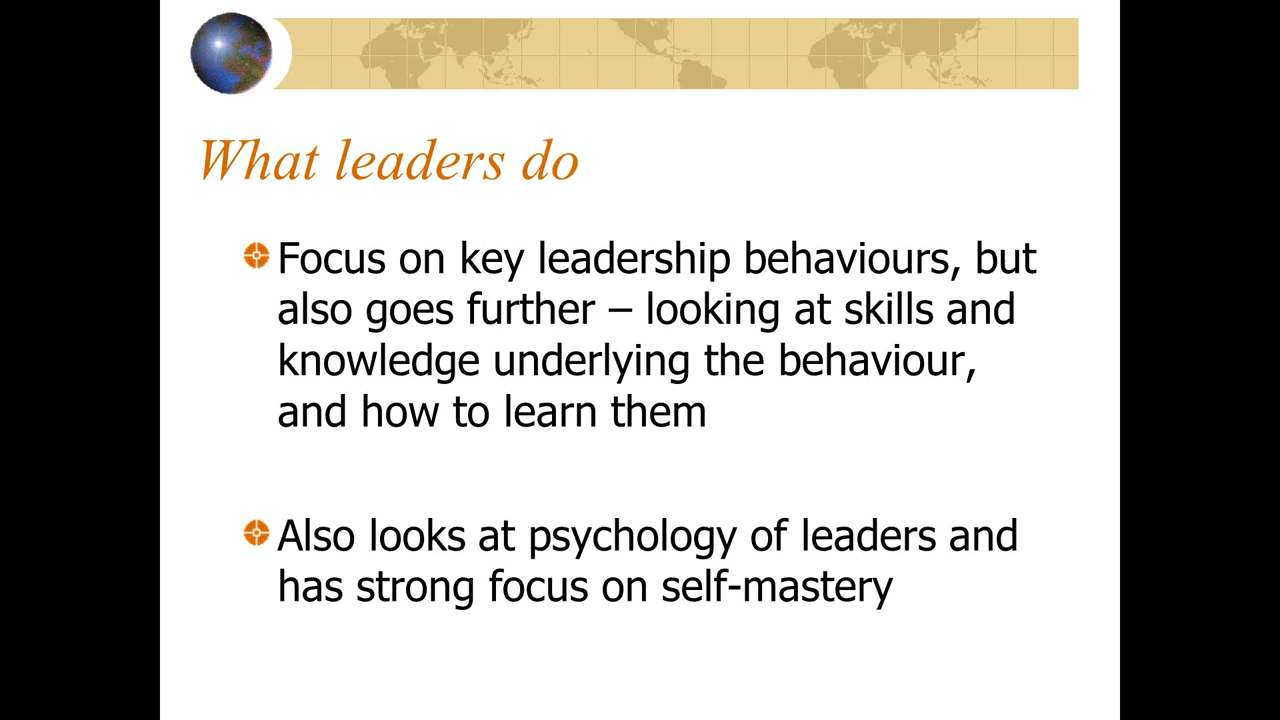 What leaders do
Focus on key leadership behaviours, but
also goes further – looking at skills and
knowledge underlying the behaviour,
and how to learn them
Also looks at psychology of leaders and
has strong focus on self-mastery